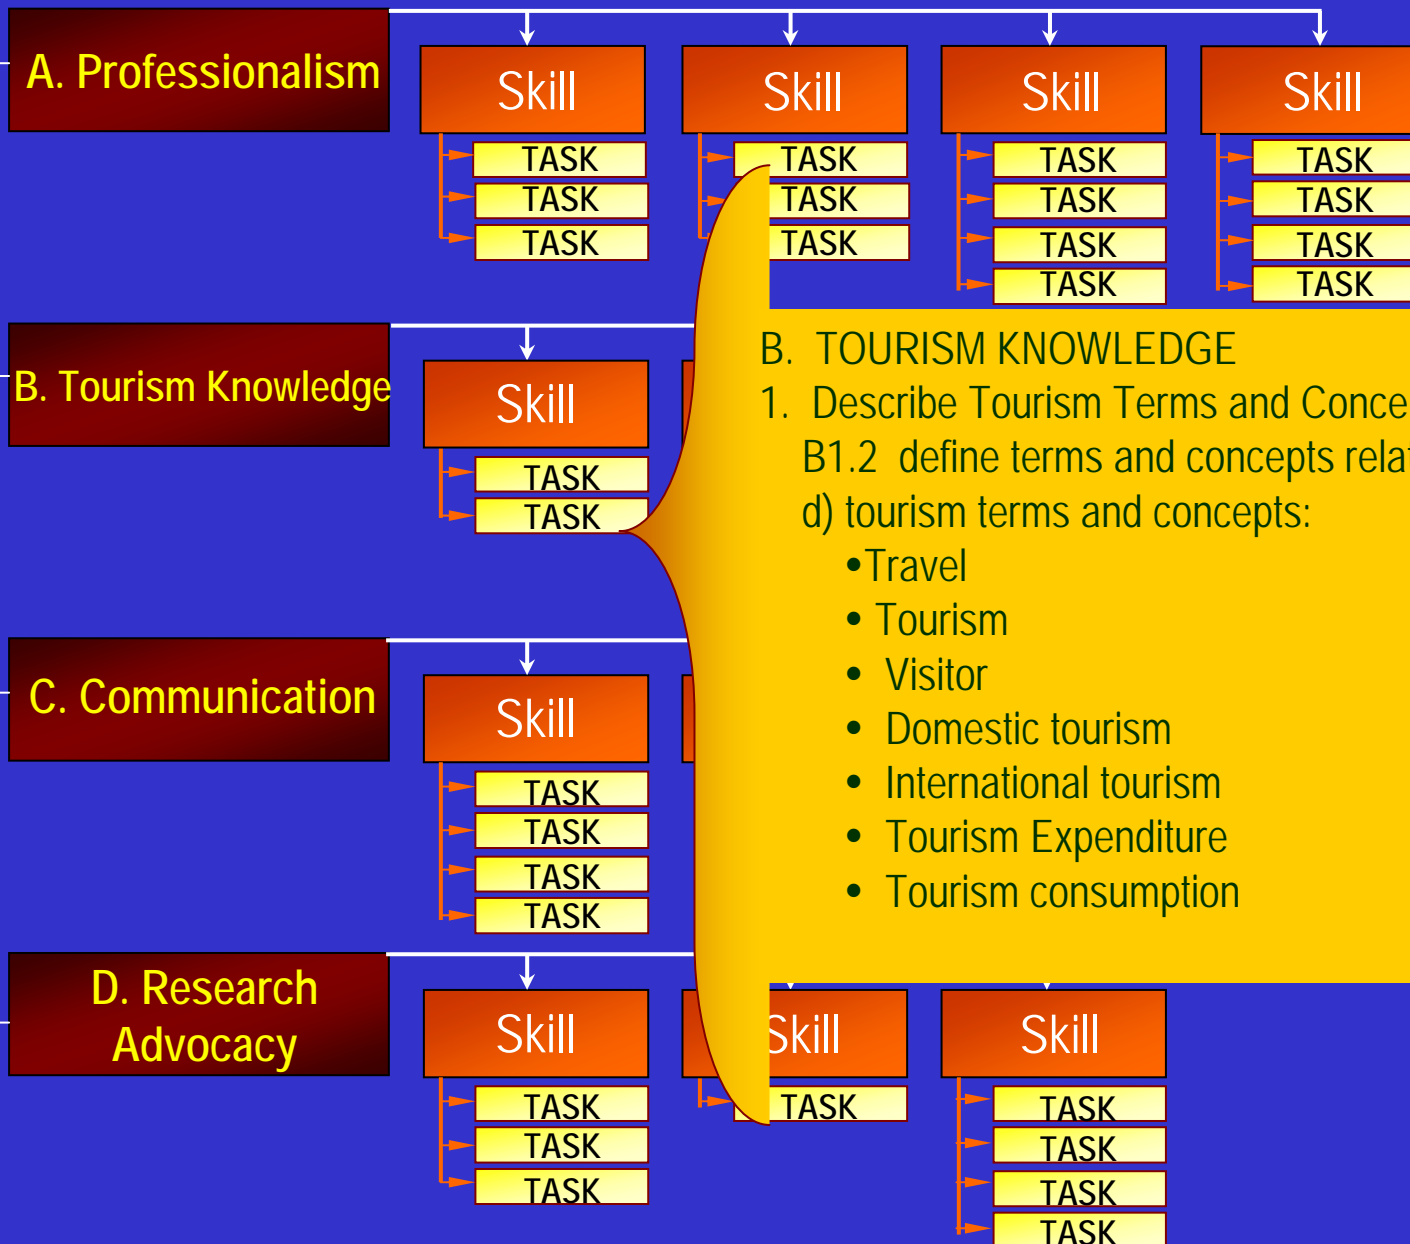 A. Professionalism
Skill
TASK
TASK
TASK
Skill
TASK
TASK
TASK
Skill
TASK
TASK
TASK
TASK
Skill
TASK
TASK
TASK
TASK
B. Tourism Knowledge
Skill
TASK
TASK
B. TOURISM KNOWLEDGE
1. Describe Tourism Terms and Conce
B1.2 define terms and concepts rela
d) tourism terms and concepts:
•Travel
• Tourism
• Visitor
• Domestic tourism
• International tourism
• Tourism Expenditure
• Tourism consumption
C. Communication
Skill
TASK
TASK
TASK
TASK
D. Research
Advocacy
Skill
TASK
TASK
TASK
Skill
TASK
Skill
TASK
TASK
TASK
TASK